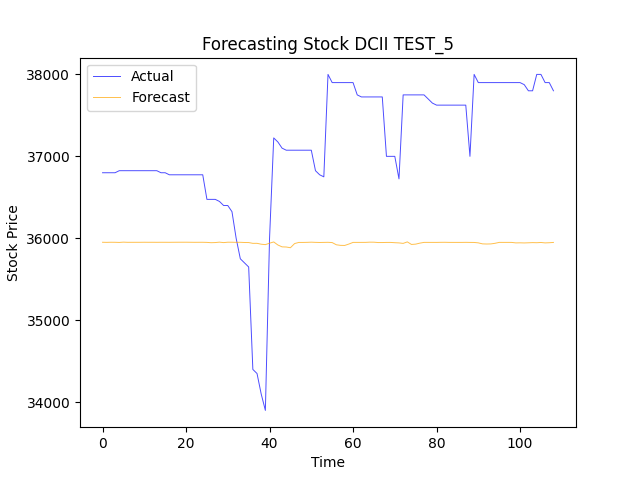 Forecasting Stock DCII TEST_5
Actual
Forecast
38000
37000
36000
35000
34000
Stock Price
0 20 40 60 80 100
Time